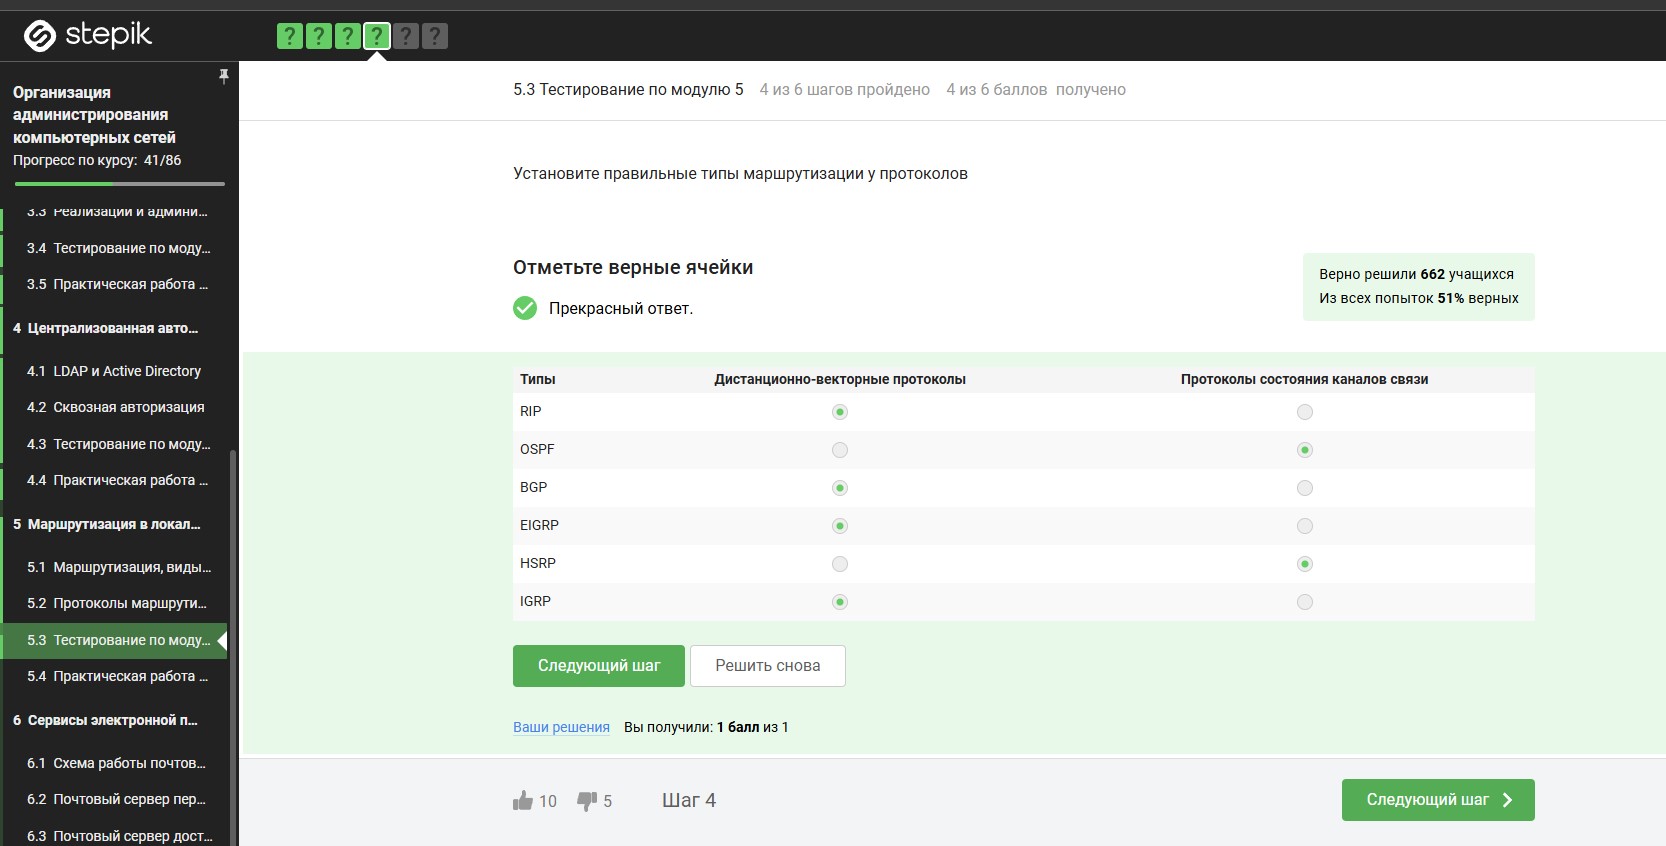 stepik
? ? ? ? ? ?
Организация
администрирования
компьютерных сетей
Прогресс по курсу: 41/86
3.3 Реализации и админи...
3.4 Тестирование по моду...
3.5 Практическая работа ...
4 Централизованная авто...
4.1 LDAP и Active Directory
4.2 Сквозная авторизация
4.3 Тестирование по моду...
4.4 Практическая работа ...
5 Маршрутизация в локал...
5.1 Маршрутизация, виды...
5.2 Протоколы маршрути...
5.3 Тестирование по моду...
5.4 Практическая работа ...
6 Сервисы электронной п...
6.1 Схема работы почтов...
6.2 Почтовый сервер пер...
6.3 Почтовый сервер дост...
5.3 Тестирование по модулю 5 4 из 6 шагов пройдено 4 из 6 баллов получено
Установите правильные типы маршрутизации у протоколов
Отметьте верные ячейки
Прекрасный ответ.
Верно решили 662 учащихся
Из всех попыток 51% верных
Типы Дистанционно-векторные протоколы Протоколы состояния каналов связи
RIP
OSPF
BGP
EIGRP
HSRP
IGRP
Следующий шаг Решить снова
Ваши решения Вы получили: 1 балл из 1
10 5 Шаг 4 Следующий шаг